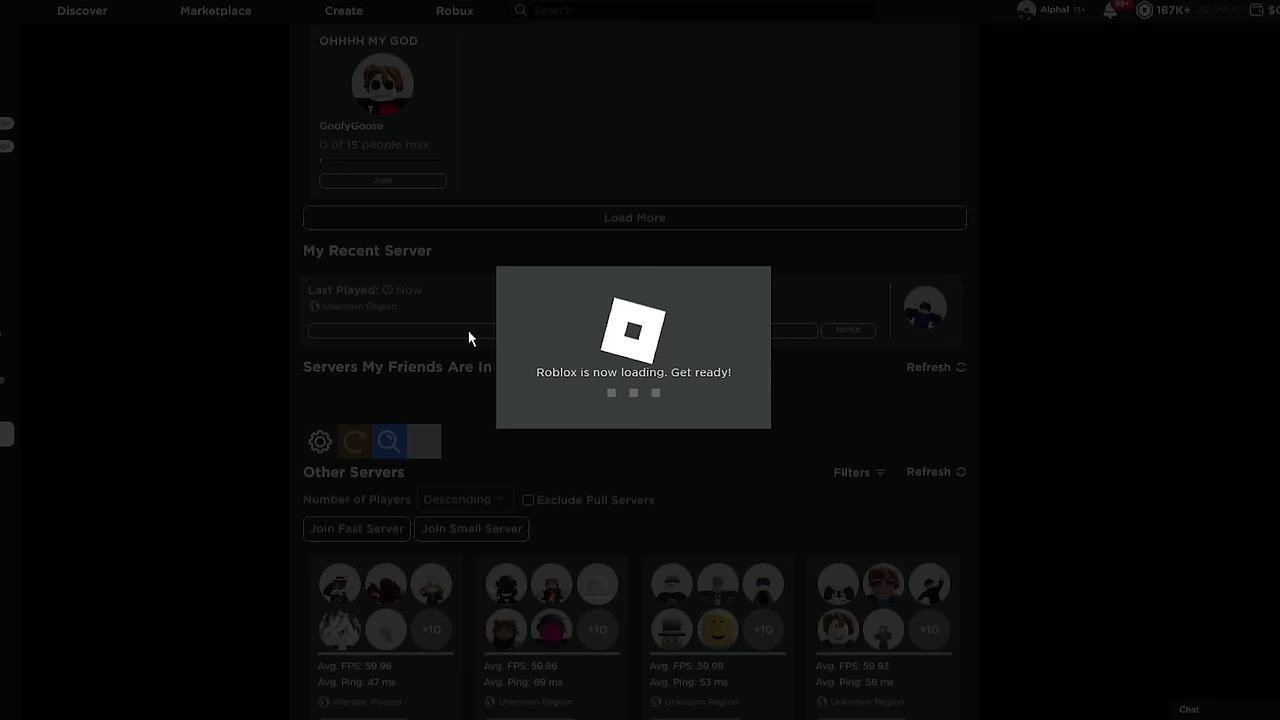 Discover Marketplace Create Robux Search Alpha1 13+ 99+ 187K+
OHHHH MY GOD
GoofyGoose
0 of 15 people max
Join
Load More
My Recent Server
Last Played: Now
Unknown Region
Invite
Roblox is now loading. Get ready!
Servers My Friends Are In Refresh
Other Servers Filters Refresh
Number of Players Descending Exclude Full Servers
Join Fast Server Join Small Server
+10 +10 +10 +10
Avg. FPS: 59.96 Avg. FPS: 59.86 Avg. FPS: 59.98 Avg. FPS: 59.93
Avg. Ping: 47 ms Avg. Ping: 69 ms Avg. Ping: 53 ms Avg. Ping: 58 ms
Warsaw, Poland Unknown Region Unknown Region Unknown Region
Chat